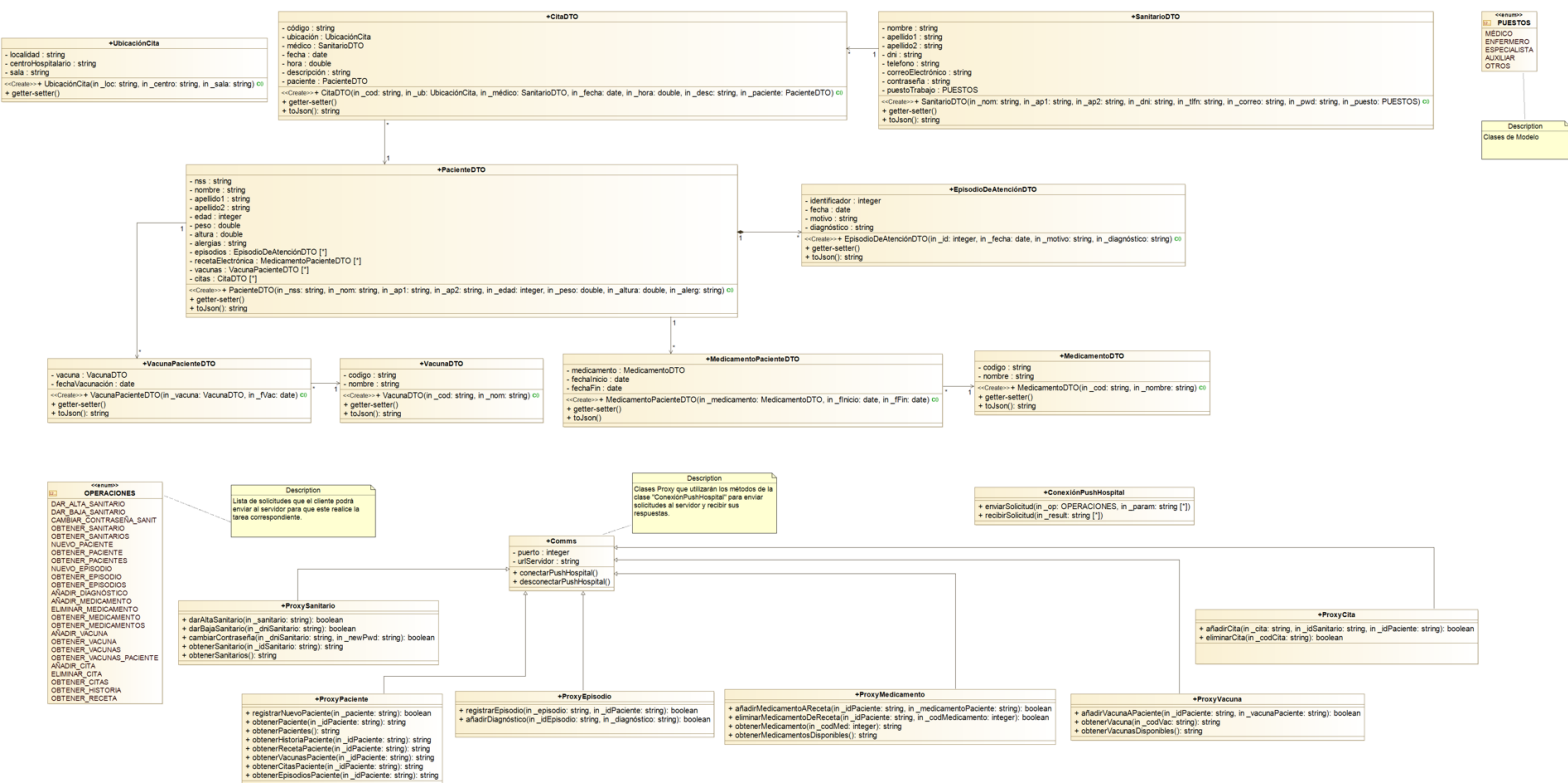 +UbicaciónCita
- localidad : string
- centroHospitalario : string
- sala : string
<<Create>>+ UbicaciónCita(in _loc: string, in _centro: string, in _sala: string)
+ getter-setter()
+CitaDTO
- código : string
- ubicación : UbicaciónCita
- médico : SanitarioDTO
- fecha : date
- hora : double
- descripción : string
- paciente : PacienteDTO
<<Create>>+ CitaDTO(in _cod: string, in _ub: UbicaciónCita, in _médico: SanitarioDTO, in _fecha: date, in _hora: double, in _desc: string, in _paciente: PacienteDTO)
+ getter-setter()
+ toJson(): string
* 1
+SanitarioDTO
- nombre : string
- apellido1 : string
- apellido2 : string
- dni : string
- telefono : string
- correoElectrónico : string
- contraseña : string
- puestoTrabajo : PUESTOS
<<Create>>+ SanitarioDTO(in _nom: string, in _ap1: string, in _ap2: string, in _dni: string, in _tlfn: string, in _correo: string, in _pwd: string, in _puesto: PUESTOS)
+ getter-setter()
+ toJson(): string
<<enum>>
PUESTOS
MÉDICO
ENFERMERO
ESPECIALISTA
AUXILIAR
OTROS
Description
Clases de Modelo
*
1
+PacienteDTO
- nss : string
- nombre : string
- apellido1 : string
- apellido2 : string
- edad : integer
- peso : double
- altura : double
- alergias : string
- episodios : EpisodioDeAtenciónDTO [*]
- recetaElectrónica : MedicamentoPacienteDTO [*]
- vacunas : VacunaPacienteDTO [*]
- citas : CitaDTO [*]
<<Create>>+ PacienteDTO(in _nss: string, in _nom: string, in _ap1: string, in _ap2: string, in _edad: integer, in _peso: double, in _altura: double, in _alerg: string)
+ getter-setter()
+ toJson(): string
1 *
+EpisodioDeAtenciónDTO
- identificador : integer
- fecha : date
- motivo : string
- diagnóstico : string
<<Create>>+ EpisodioDeAtenciónDTO(in _id: integer, in _fecha: date, in _motivo: string, in _diagnóstico: string)
+ getter-setter()
+ toJson(): string
1
*
1
*
+VacunaPacienteDTO
- vacuna : VacunaDTO
- fechaVacunación : date
<<Create>>+ VacunaPacienteDTO(in _vacuna: VacunaDTO, in _fVac: date)
+ getter-setter()
+ toJson(): string
* 1
+VacunaDTO
- codigo : string
- nombre : string
<<Create>>+ VacunaDTO(in _cod: string, in _nom: string)
+ getter-setter()
+ toJson(): string
+MedicamentoPacienteDTO
- medicamento : MedicamentoDTO
- fechaInicio : date
- fechaFin : date
<<Create>>+ MedicamentoPacienteDTO(in _medicamento: MedicamentoDTO, in _fInicio: date, in _fFin: date)
+ getter-setter()
+ toJson()
* 1
+MedicamentoDTO
- codigo : string
- nombre : string
<<Create>>+ MedicamentoDTO(in _cod: string, in _nombre: string)
+ getter-setter()
+ toJson(): string
<<enum>>
OPERACIONES
DAR_ALTA_SANITARIO
DAR_BAJA_SANITARIO
CAMBIAR_CONTRASEÑA_SANIT
OBTENER_SANITARIO
OBTENER_SANITARIOS
NUEVO_PACIENTE
OBTENER_PACIENTE
OBTENER_PACIENTES
NUEVO_EPISODIO
OBTENER_EPISODIO
OBTENER_EPISODIOS
AÑADIR_DIAGNÓSTICO
AÑADIR_MEDICAMENTO
ELIMINAR_MEDICAMENTO
OBTENER_MEDICAMENTO
OBTENER_MEDICAMENTOS
AÑADIR_VACUNA
OBTENER_VACUNA
OBTENER_VACUNAS
OBTENER_VACUNAS_PACIENTE
AÑADIR_CITA
ELIMINAR_CITA
OBTENER_CITAS
OBTENER_HISTORIA
OBTENER_RECETA
Description
Lista de solicitudes que el cliente podrá
enviar al servidor para que este realice la
tarea correspondiente.
Description
Clases Proxy que utilizarán los métodos de la
clase "ConexiónPushHospital" para enviar
solicitudes al servidor y recibir sus
respuestas.
+ConexiónPushHospital
+ enviarSolicitud(in _op: OPERACIONES, in _param: string [*])
+ recibirSolicitud(in _result: string [*])
+Comms
- puerto : integer
- urlServidor : string
+ conectarPushHospital()
+ desconectarPushHospital()
+ProxySanitario
+ darAltaSanitario(in _sanitario: string): boolean
+ darBajaSanitario(in _dniSanitario: string): boolean
+ cambiarContraseña(in _dniSanitario: string, in _newPwd: string): boolean
+ obtenerSanitario(in _idSanitario: string): string
+ obtenerSanitarios(): string
+ProxyCita
+ añadirCita(in _cita: string, in _idSanitario: string, in _idPaciente: string): boolean
+ eliminarCita(in _codCita: string): boolean
+ProxyPaciente
+ registrarNuevoPaciente(in _paciente: string): boolean
+ obtenerPaciente(in _idPaciente: string): string
+ obtenerPacientes(): string
+ obtenerHistoriaPaciente(in _idPaciente: string): string
+ obtenerRecetaPaciente(in _idPaciente: string): string
+ obtenerVacunasPaciente(in _idPaciente: string): string
+ obtenerCitasPaciente(in _idPaciente: string): string
+ obtenerEpisodiosPaciente(in _idPaciente: string): string
+ProxyEpisodio
+ registrarEpisodio(in _episodio: string, in _idPaciente: string): boolean
+ añadirDiagnóstico(in _idEpisodio: string, in _diagnóstico: string): boolean
+ProxyMedicamento
+ añadirMedicamentoAReceta(in _idPaciente: string, in _medicamentoPaciente: string): boolean
+ eliminarMedicamentoDeReceta(in _idPaciente: string, in _codMedicamento: integer): boolean
+ obtenerMedicamento(in _codMed: integer): string
+ obtenerMedicamentosDisponibles(): string
+ProxyVacuna
+ añadirVacunaAPaciente(in _idPaciente: string, in _vacunaPaciente: string): boolean
+ obtenerVacuna(in _codVac: string): string
+ obtenerVacunasDisponibles(): string